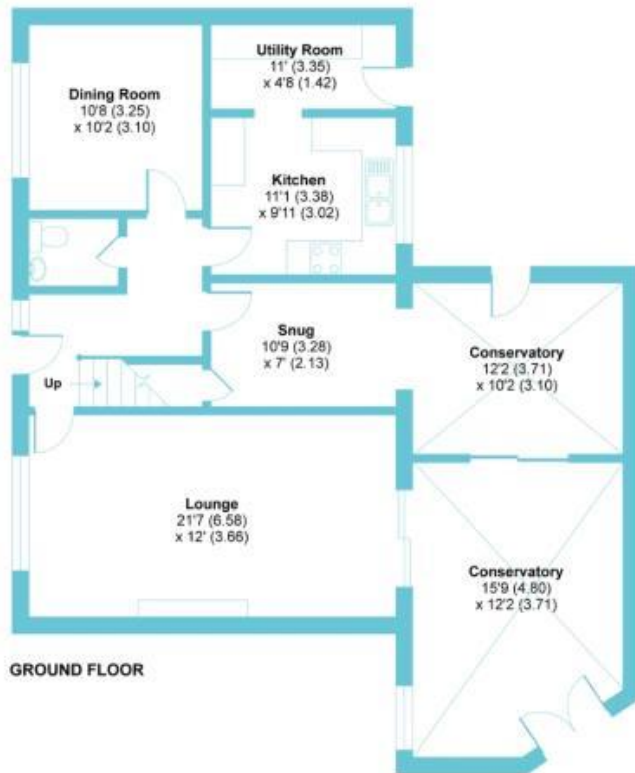 Utility Room
11' (3.35)
x 4'8 (1.42)
Dining Room
10'8 (3.25)
x 10'2 (3.10)
Kitchen
11'1 (3.38)
x 9'11 (3.02)
Snug
10'9 (3.28)
x 7' (2.13)
Conservatory
12'2 (3.71)
x 10'2 (3.10)
Up
Lounge
21'7 (6.58)
x 12' (3.66)
Conservatory
15'9 (4.80)
x 12'2 (3.71)
GROUND FLOOR